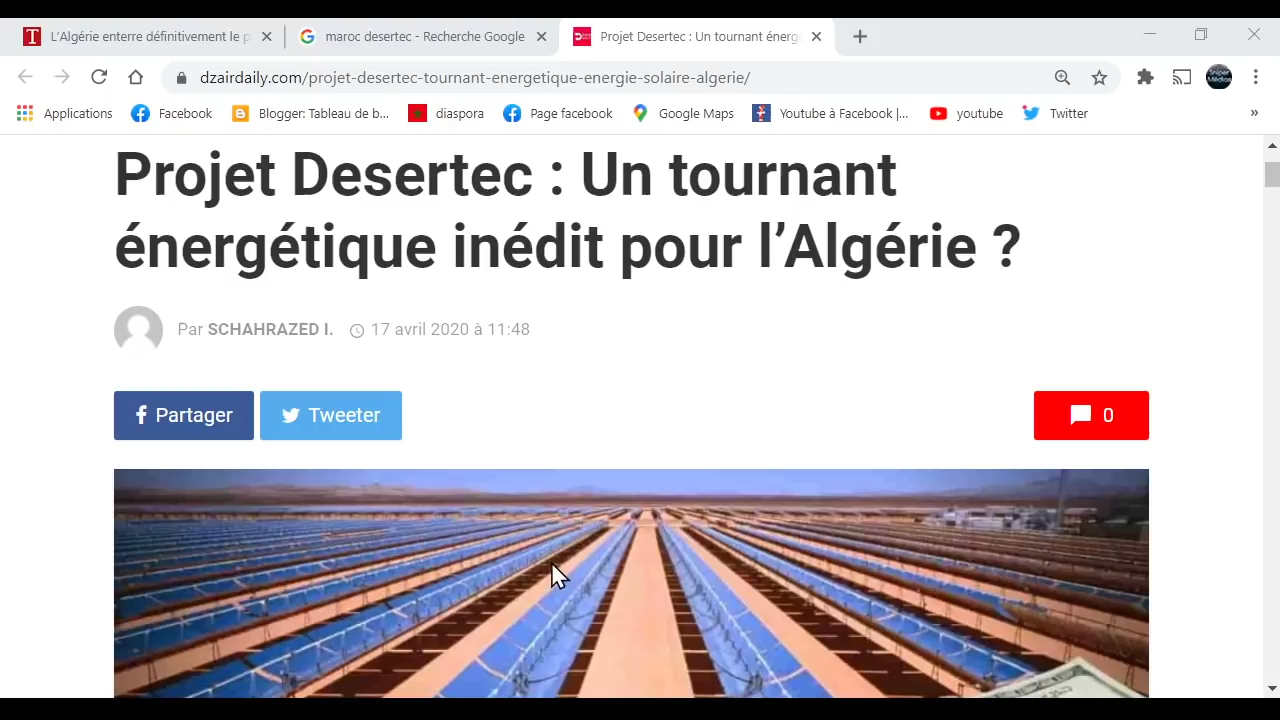 L'Algérie enterre définitivement le p
maroc desertec - Recherche Google
Projet Desertec : Un tournant énerg
dzairdaily.com/projet-desertec-tournant-energetique-energie-solaire-algerie/
Applications
Facebook
Blogger: Tableau de b...
diaspora
Page facebook
Google Maps
Youtube à Facebook |...
youtube
Twitter
»
Projet Desertec : Un tournant
énergétique inédit pour l’Algérie ?
Par SCHAHRAZED I. 17 avril 2020 à 11:48
Partager
Tweeter
0